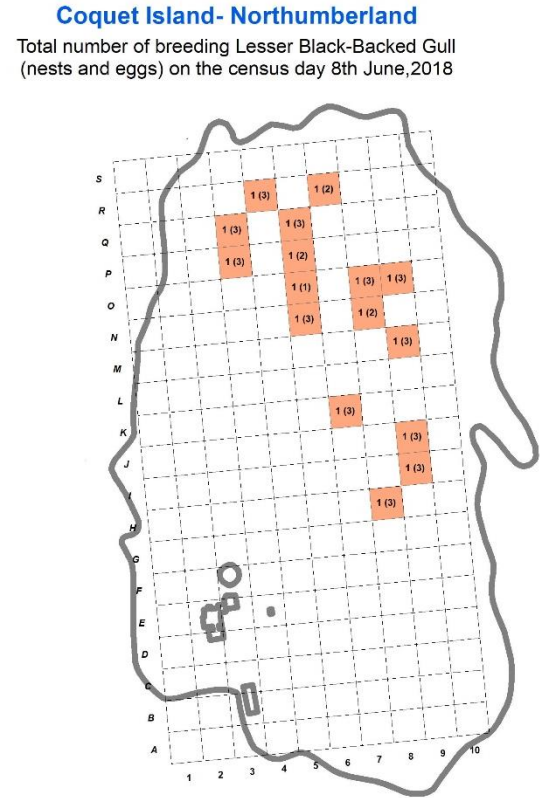 Coquet Island- Northumberland
Total number of breeding Lesser Black-Backed Gull
(nests and eggs) on the census day 8th June,2018
S
1 (3) 1 (2)
R
1 (3) 1 (3)
Q
1 (3) 1 (2)
P
1 (1) 1 (3) 1 (3)
O
1 (3) 1 (2)
N
1 (3)
M
L
1 (3)
K
1 (3)
J
1 (3)
I
1 (3)
H
G
F
E
D
C
B
A
1 2 3 4 5 6 7 8 9 10